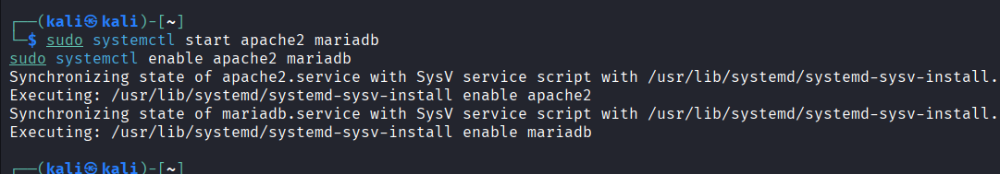 ┌──(kali㉿kali)-[~]
└─$ sudo systemctl start apache2 mariadb
sudo systemctl enable apache2 mariadb
Synchronizing state of apache2.service with SysV service script with /usr/lib/systemd/systemd-sysv-install.
Executing: /usr/lib/systemd/systemd-sysv-install enable apache2
Synchronizing state of mariadb.service with SysV service script with /usr/lib/systemd/systemd-sysv-install.
Executing: /usr/lib/systemd/systemd-sysv-install enable mariadb
┌──(kali㉿kali)-[~]